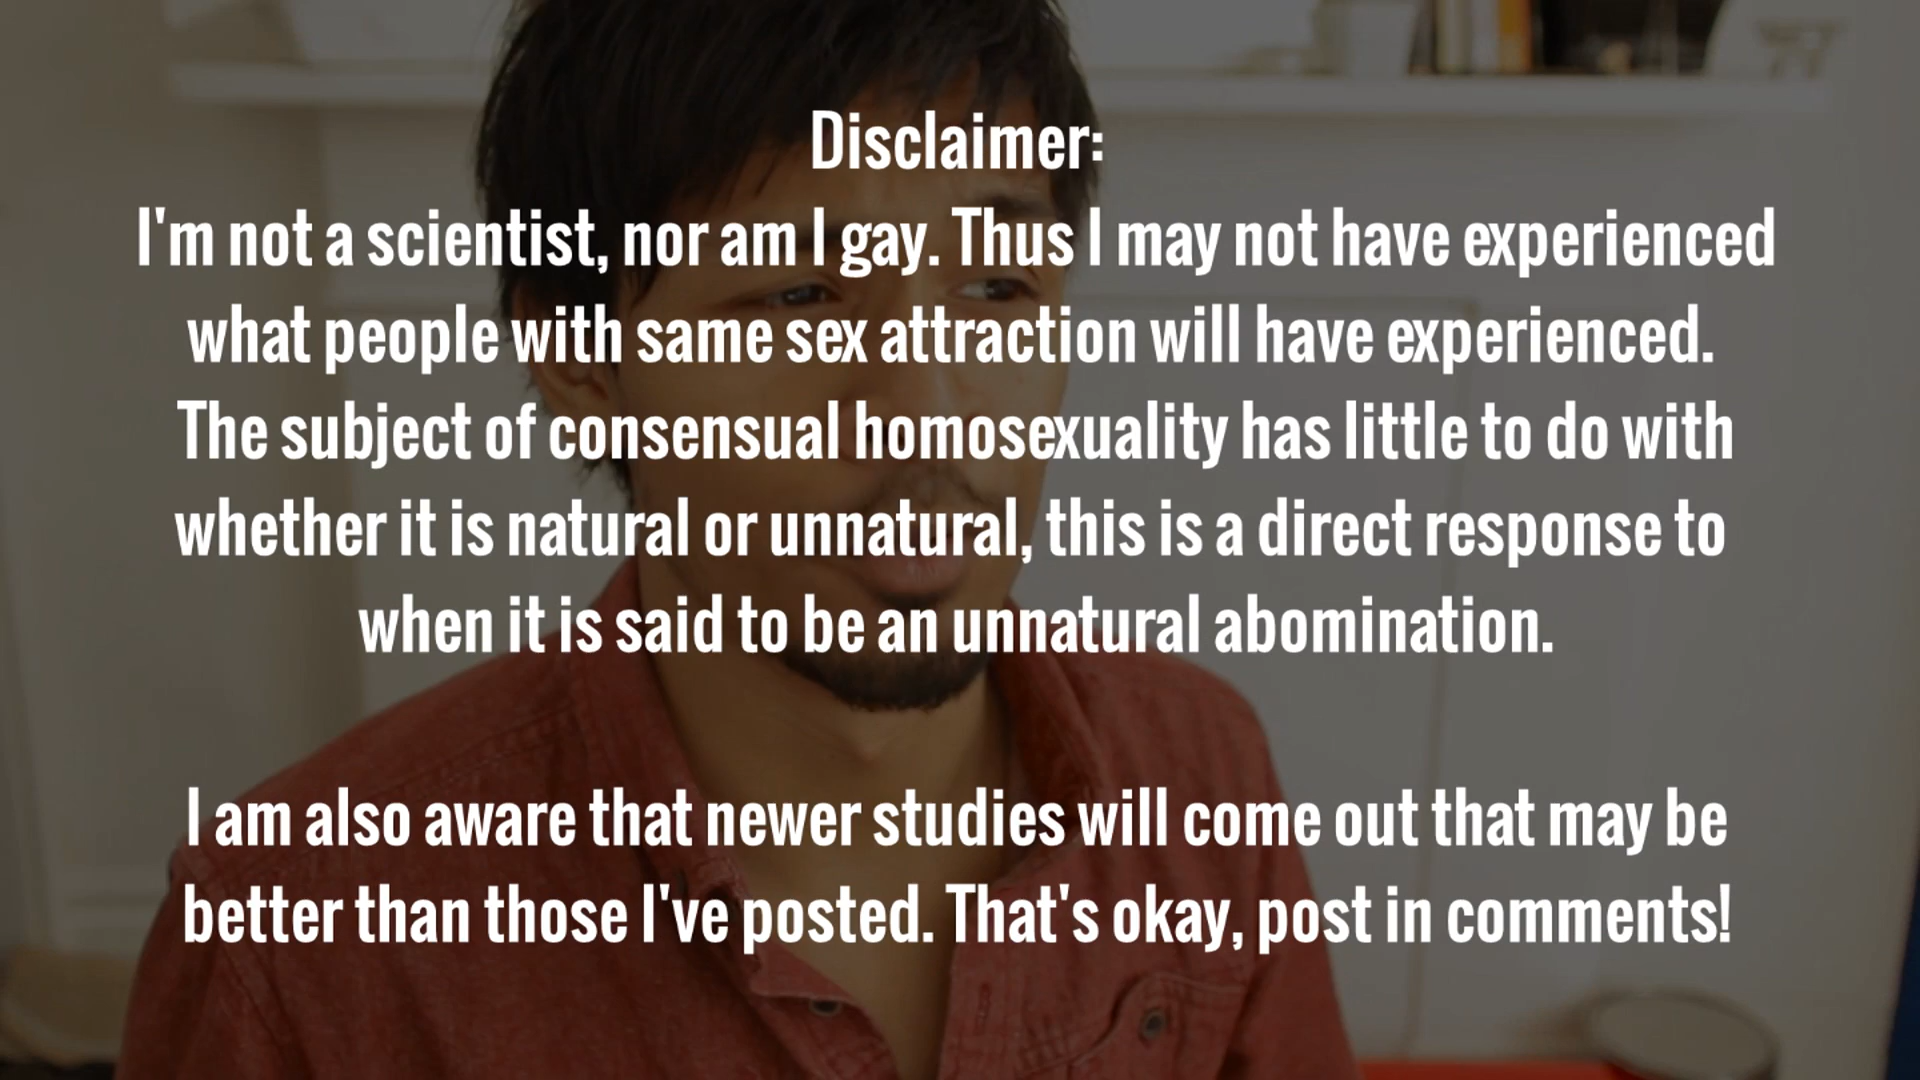 Disclaimer:
I'm not a scientist, nor am I gay. Thus I may not have experienced
what people with same sex attraction will have experienced.
The subject of consensual homosexuality has little to do with
whether it is natural or unnatural, this is a direct response to
when it is said to be an unnatural abomination.
I am also aware that newer studies will come out that may be
better than those I've posted. That's okay, post in comments!